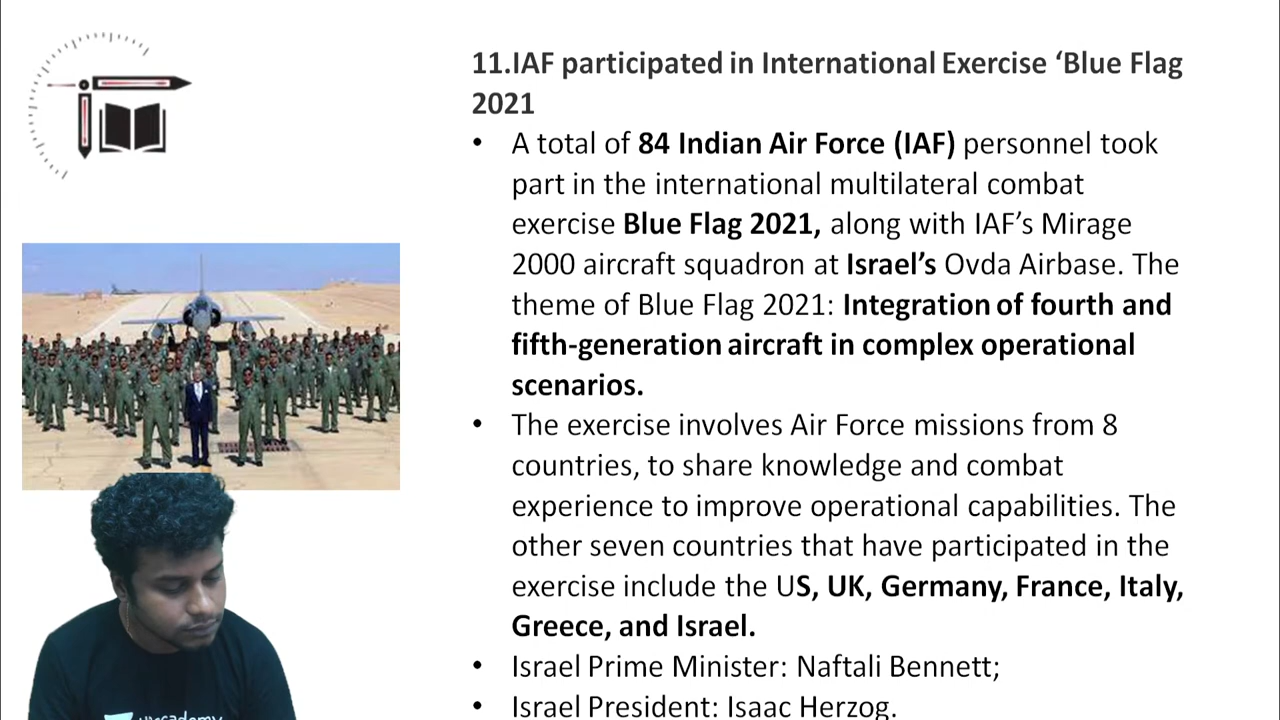 11.IAF participated in International Exercise ‘Blue Flag
2021
• A total of 84 Indian Air Force (IAF) personnel took
part in the international multilateral combat
exercise Blue Flag 2021, along with IAF’s Mirage
2000 aircraft squadron at Israel’s Ovda Airbase. The
theme of Blue Flag 2021: Integration of fourth and
fifth-generation aircraft in complex operational
scenarios.
• The exercise involves Air Force missions from 8
countries, to share knowledge and combat
experience to improve operational capabilities. The
other seven countries that have participated in the
exercise include the US, UK, Germany, France, Italy,
Greece, and Israel.
• Israel Prime Minister: Naftali Bennett;
• Israel President: Isaac Herzog.